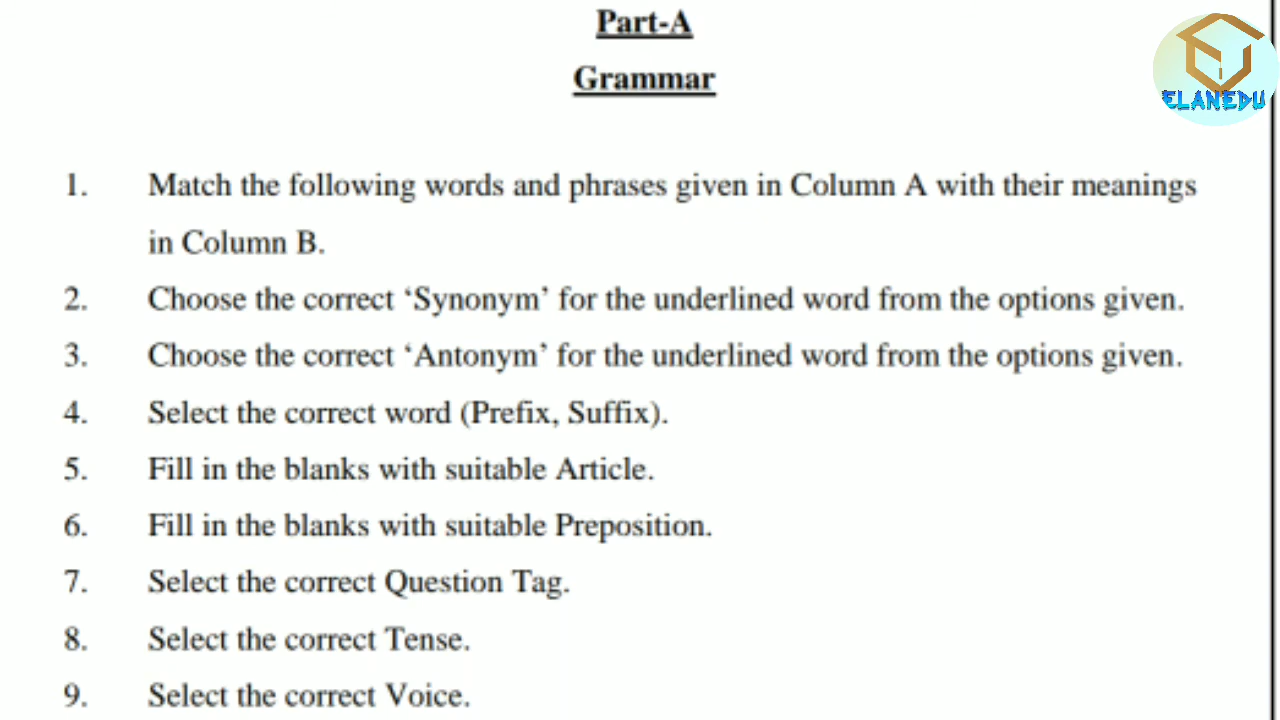 Part-A
Grammar
ELANEDU
1. Match the following words and phrases given in Column A with their meanings
in Column B.
2. Choose the correct ‘Synonym’ for the underlined word from the options given.
3. Choose the correct ‘Antonym’ for the underlined word from the options given.
4. Select the correct word (Prefix, Suffix).
5. Fill in the blanks with suitable Article.
6. Fill in the blanks with suitable Preposition.
7. Select the correct Question Tag.
8. Select the correct Tense.
9. Select the correct Voice.